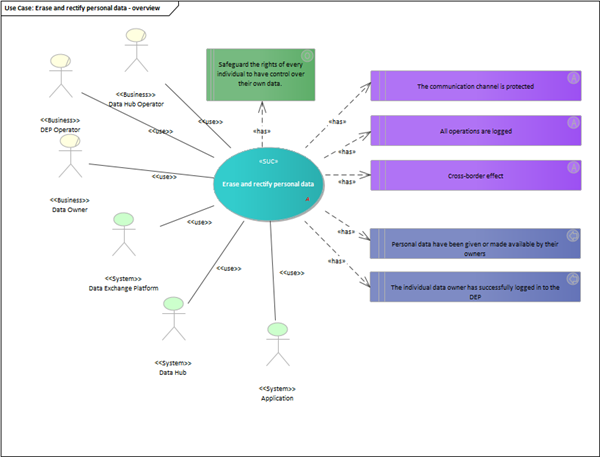 Use Case: Erase and rectify personal data - overview
Safeguard the rights of every
individual to have control over
their own data.
The communication channel is protected
<<Business>>
Data Hub Operator
<<Business>>
DEP Operator
<<use>>
<<use>>
«has»
«has»
All operations are logged
«has»
«SUC»
Erase and rectify personal data
<<use>>
«has»
Cross-border effect
<<Business>>
Data Owner
<<use>>
«has»
Personal data have been given or made available by their
owners
«has»
The individual data owner has successfully logged in to the
DEP
<<System>>
Data Exchange Platform
<<use>>
<<use>>
<<System>>
Data Hub
<<System>>
Application